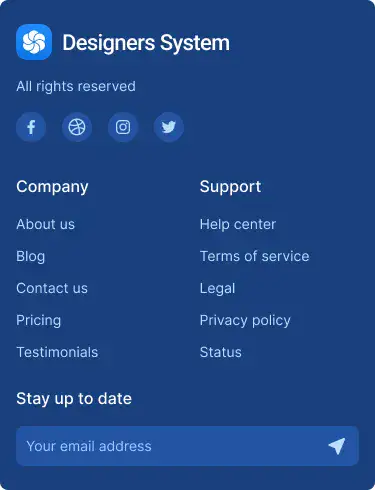 Designers System
All rights reserved
Company
About us
Blog
Contact us
Pricing
Testimonials
Support
Help center
Terms of service
Legal
Privacy policy
Status
Stay up to date
Your email address